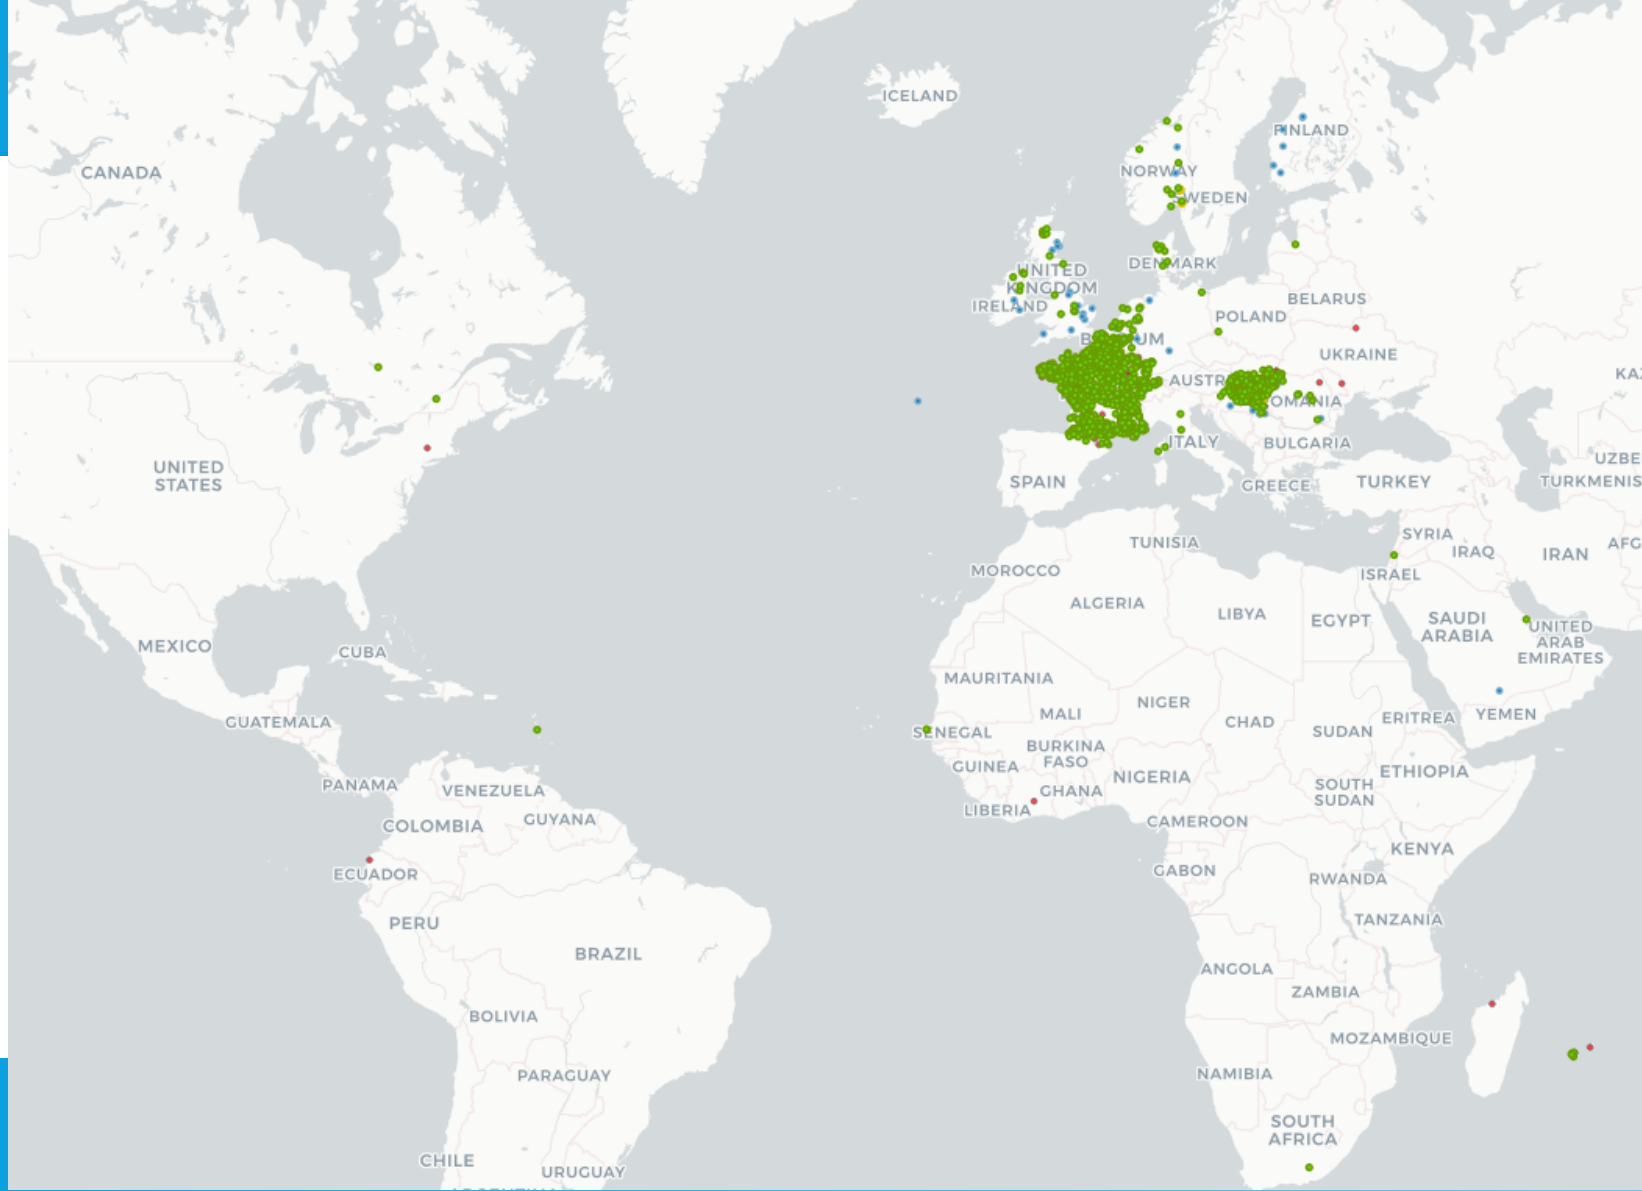 ICELAND
FINLAND
CANADA
NORWAY
SWEDEN
UNITED
KINGDOM
DENMARK
IRELAND
BELARUS
POLAND
UKRAINE
AUSTR
OMANIA
ITALY
BULGARIA
UNITED
STATES
SPAIN
GREECE
TURKEY
UZBE
TURKMENIS
KAZ
TUNISIA
SYRIA
IRAQ
IRAN
AFG
MOROCCO
ISRAEL
ALGERIA
LIBYA
EGYPT
SAUDI
ARABIA
UNITED
ARAB
EMIRATES
MEXICO
CUBA
MAURITANIA
MALI
NIGER
CHAD
SUDAN
ERITREA
YEMEN
GUATEMALA
SENEGAL
BURKINA
FASO
GUINEA
NIGERIA
ETHIOPIA
PANAMA
VENEZUELA
GHANA
SOUTH
SUDAN
LIBERIA
COLOMBIA
GUYANA
CAMEROON
KENYA
ECUADOR
GABON
RWANDA
PERU
TANZANIA
BRAZIL
ANGOLA
ZAMBIA
BOLIVIA
MOZAMBIQUE
PARAGUAY
NAMIBIA
SOUTH
AFRICA
CHILE
URUGUAY